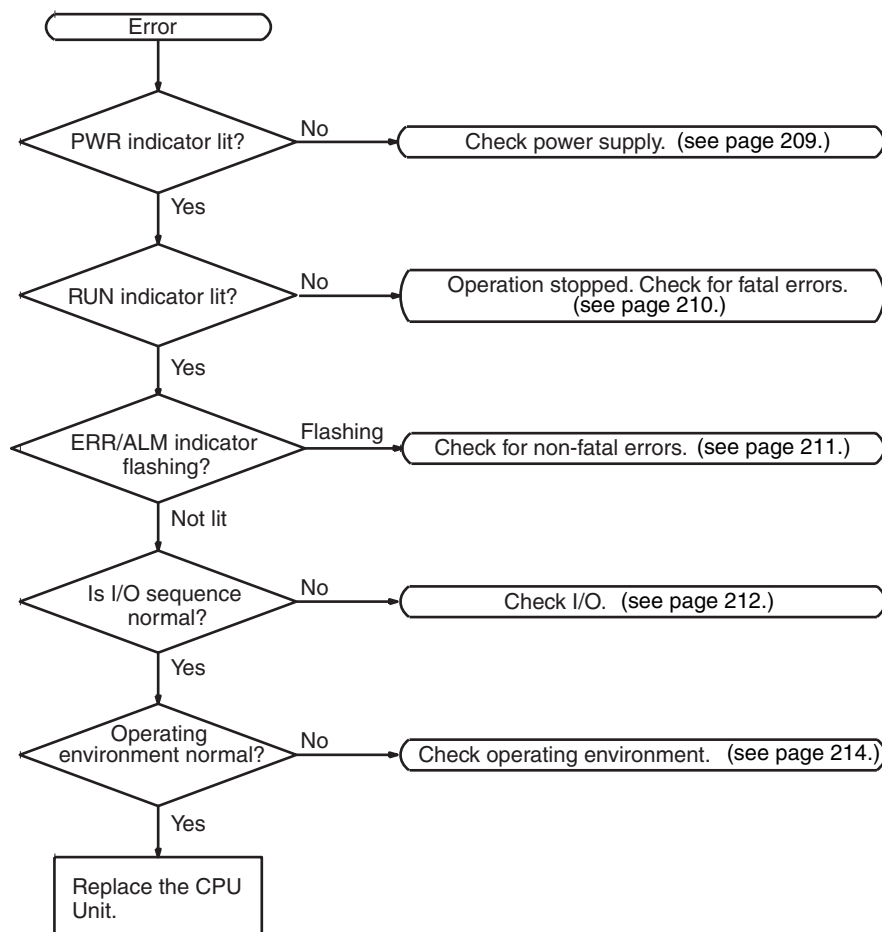 Error
PWR indicator lit?
No
Check power supply. (see page 209.)
Yes
RUN indicator lit?
No
Operation stopped. Check for fatal errors.
(see page 210.)
Yes
ERR/ALM indicator
flashing?
Flashing
Check for non-fatal errors. (see page 211.)
Not lit
Is I/O sequence
normal?
No
Check I/O. (see page 212.)
Yes
Operating
environment normal?
No
Check operating environment. (see page 214.)
Yes
Replace the CPU
Unit.